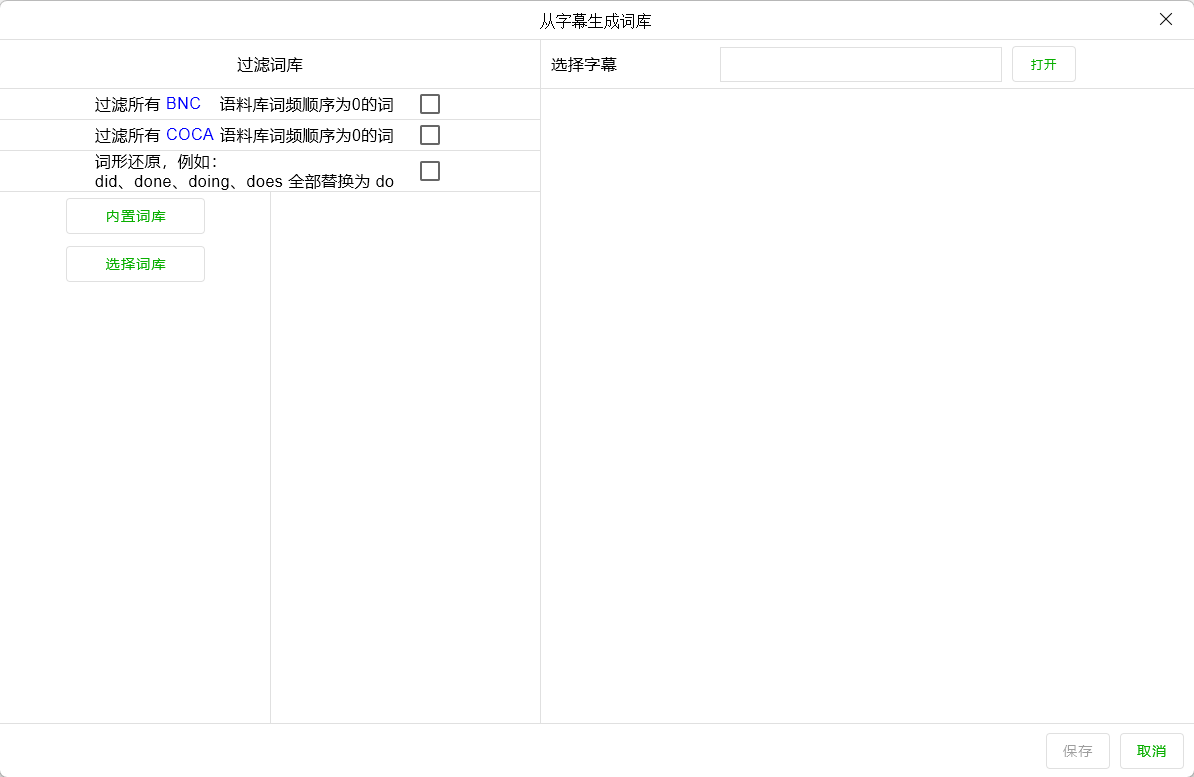 从字幕生成词库
过滤词库
选择字幕
打开
过滤所有 BNC 语料库词频顺序为0的词
过滤所有 COCA 语料库词频顺序为0的词
词形还原，例如：
did、done、doing、does 全部替换为 do
内置词库
选择词库
保存
取消